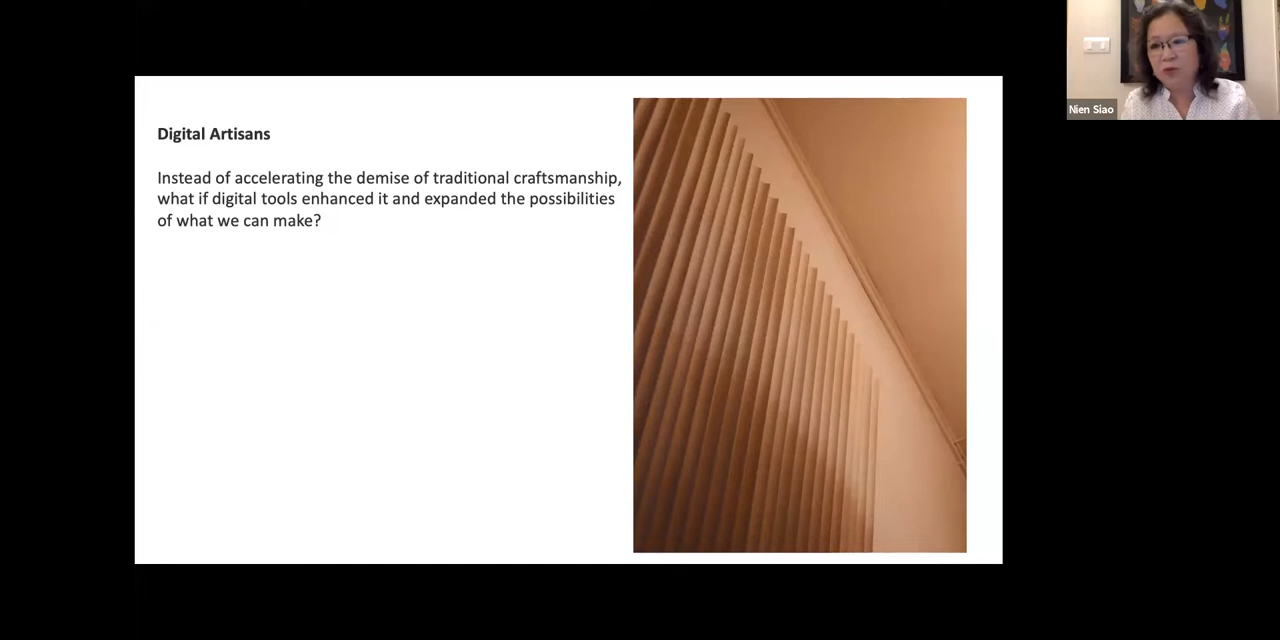 Nien Siao
Digital Artisans
Instead of accelerating the demise of traditional craftsmanship,
what if digital tools enhanced it and expanded the possibilities
of what we can make?